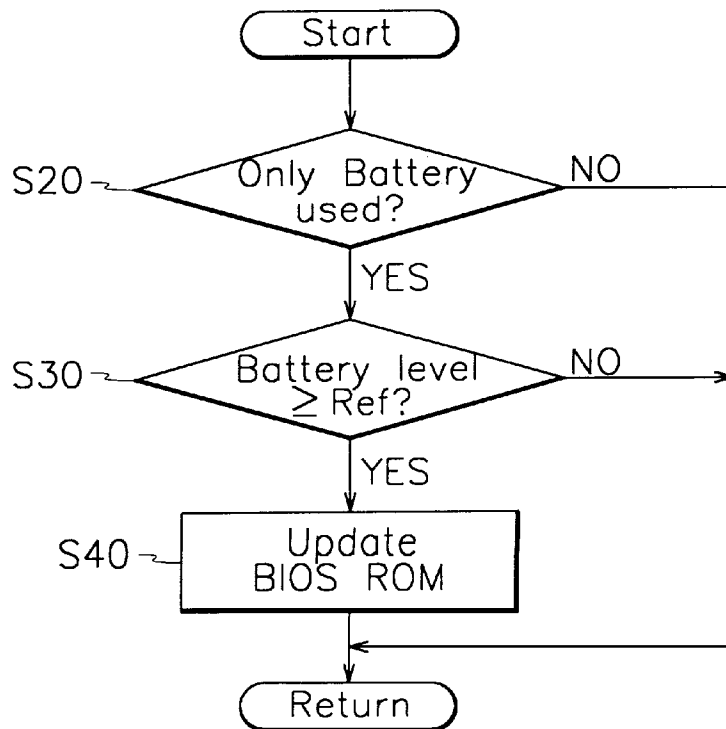 Start
S20
Only Battery
used?
NO
YES
S30
Battery level
≥ Ref?
NO
YES
S40
Update
BIOS ROM
Return